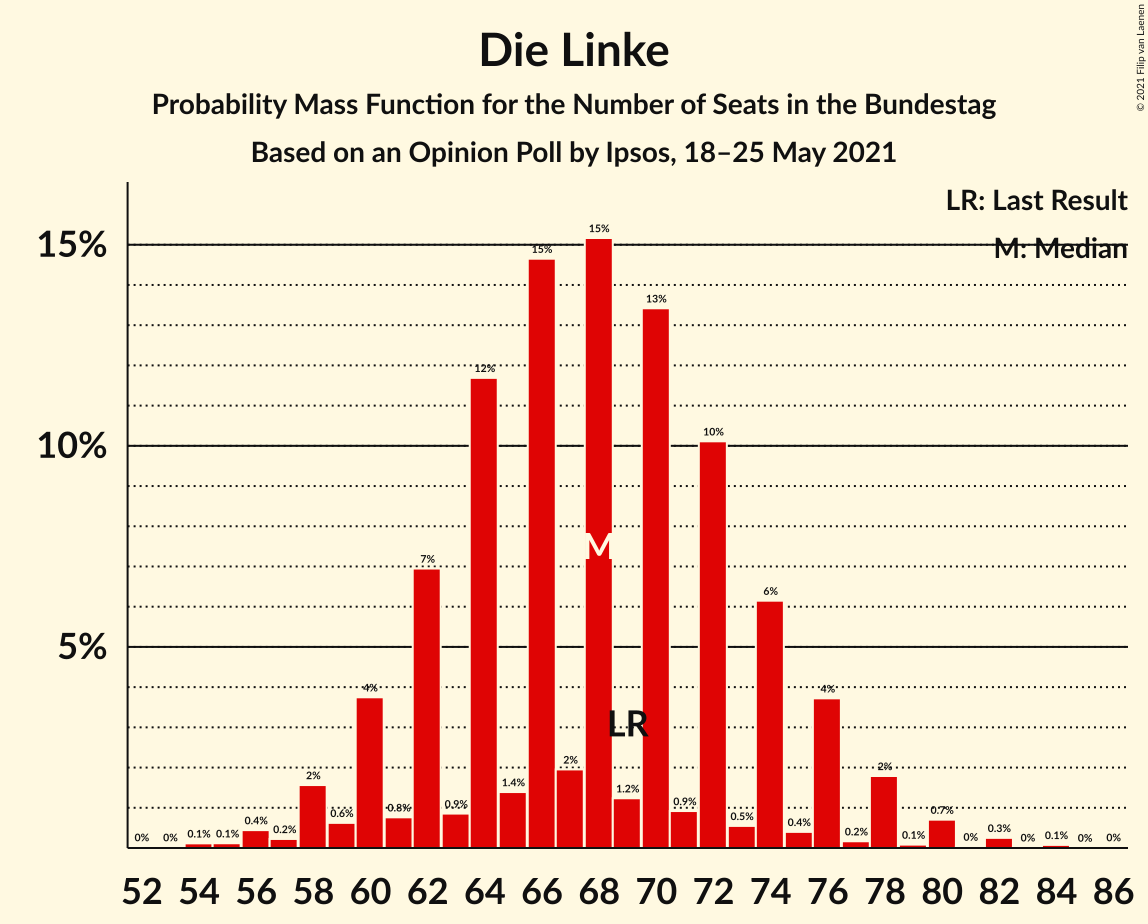 Die Linke
Probability Mass Function for the Number of Seats in the Bundestag
Based on an Opinion Poll by Ipsos, 18–25 May 2021
© 2021 Filip van Laenen
LR: Last Result
M: Median
15%
10%
5%
0% 0% 0.1% 0.1% 0.4% 0.2% 2% 0.6% 4% 0.8% 7% 0.9% 12% 1.4% 15% 2% 15% 1.2% 13% 0.9% 10% 0.5% 6% 0.4% 4% 0.2% 2% 0.1% 0.7% 0% 0.3% 0% 0.1% 0% 0%
M
LR
52 54 56 58 60 62 64 66 68 70 72 74 76 78 80 82 84 86